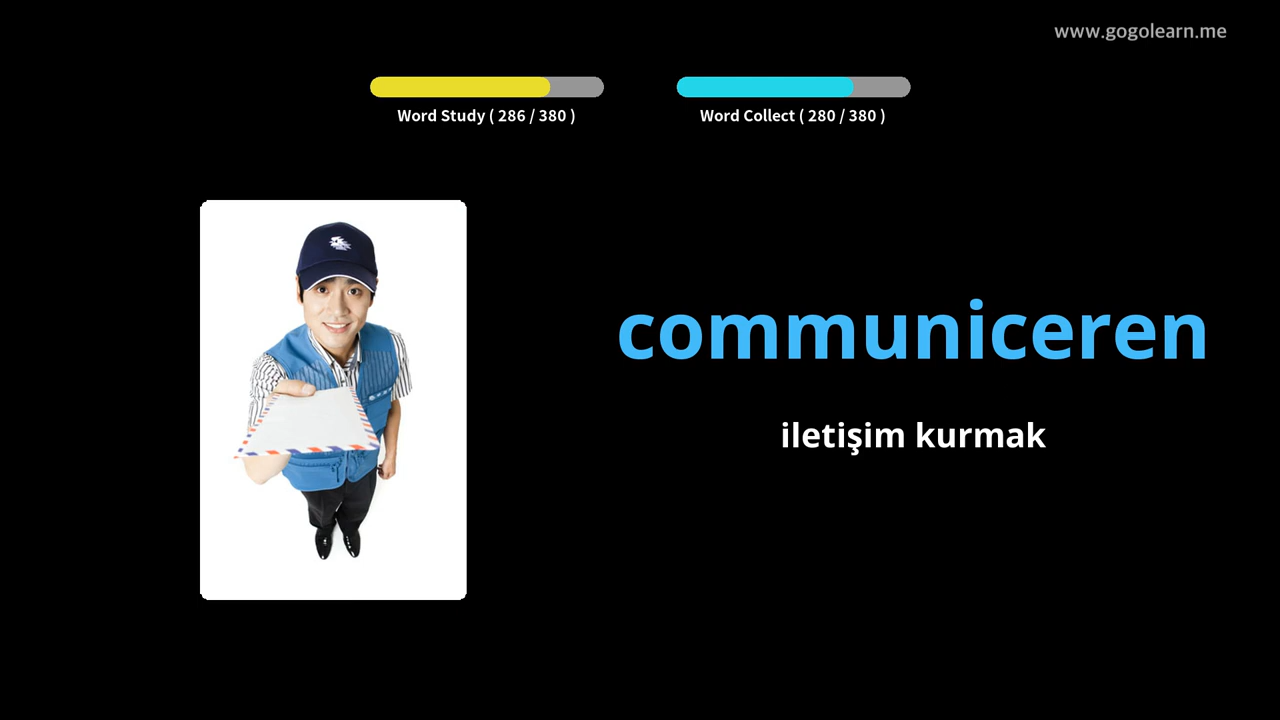 www.gogolearn.me
Word Study ( 286 / 380 )
Word Collect ( 280 / 380 )
communiceren
iletişim kurmak